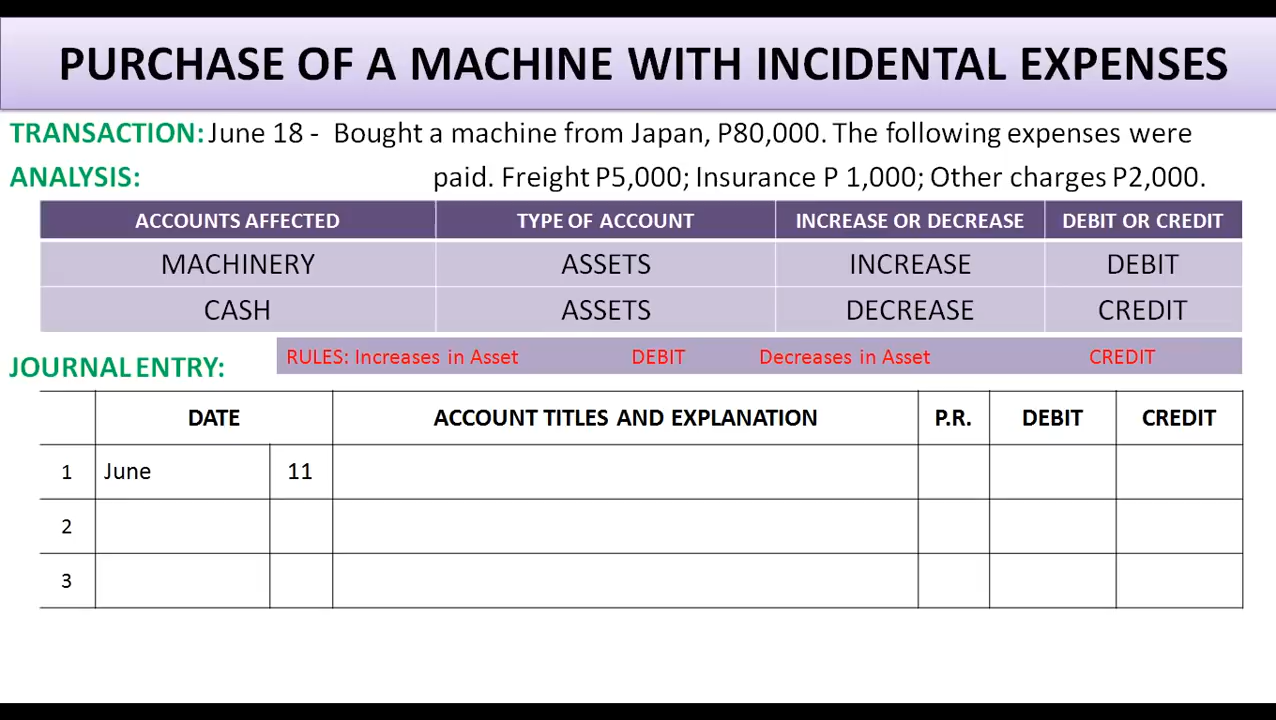 PURCHASE OF A MACHINE WITH INCIDENTAL EXPENSES
TRANSACTION: June 18 - Bought a machine from Japan, P80,000. The following expenses were
ANALYSIS: paid. Freight P5,000; Insurance P 1,000; Other charges P2,000.
ACCOUNTS AFFECTED TYPE OF ACCOUNT INCREASE OR DECREASE DEBIT OR CREDIT
MACHINERY ASSETS INCREASE DEBIT
CASH ASSETS DECREASE CREDIT
JOURNAL ENTRY: RULES: Increases in Asset DEBIT Decreases in Asset CREDIT
DATE ACCOUNT TITLES AND EXPLANATION P.R. DEBIT CREDIT
1 June 11
2
3